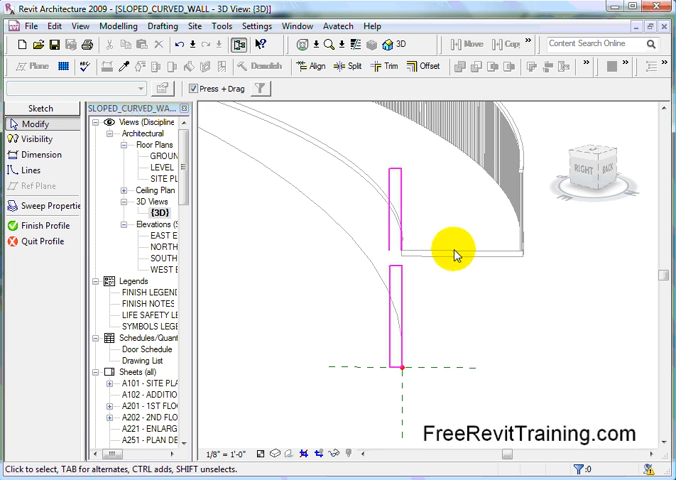 Revit Architecture 2009 - [SLOPED_CURVED_WALL - 3D View: {3D}]
File Edit View Modelling Drafting Site Tools Settings Window Avatech Help
3D Move Cop Content Search Online
Plane Demolish Align Split Trim Offset
Press + Drag
Sketch
Modify
Visibility
Dimension
Lines
Ref Plane
Sweep Propertie
Finish Profile
Quit Profile
SLOPED_CURVED_WA...
Views (Discipline
Architectural
Floor Plans
GROUN
LEVEL
SITE PL
Ceiling Plan
3D Views
{3D}
Elevations (
EAST E
NORTH
SOUTH
WEST E
Legends
FINISH LEGEND
FINISH NOTES
LIFE SAFETY L
SYMBOLS LEGE
Schedules/Quant
Door Schedule
Drawing List
Sheets (all)
A101 - SITE PLA
A102 - ADDITIO
A201 - 1ST FLO
A202 - 2ND FLO
A221 - ENLARG
A251 - PLAN DE
RIGHT BACK
FreeRevitTraining.com
1/8" = 1'-0"
Click to select, TAB for alternates, CTRL adds, SHIFT unselects.
:0